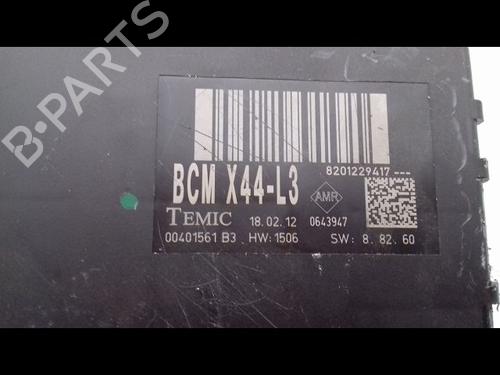 8201229417---
BCM X44-L3
AMR
TEMIC 18.02.12 0643947
00401561 B3 HW:1506 SW: 8.82.60
B-PARTS